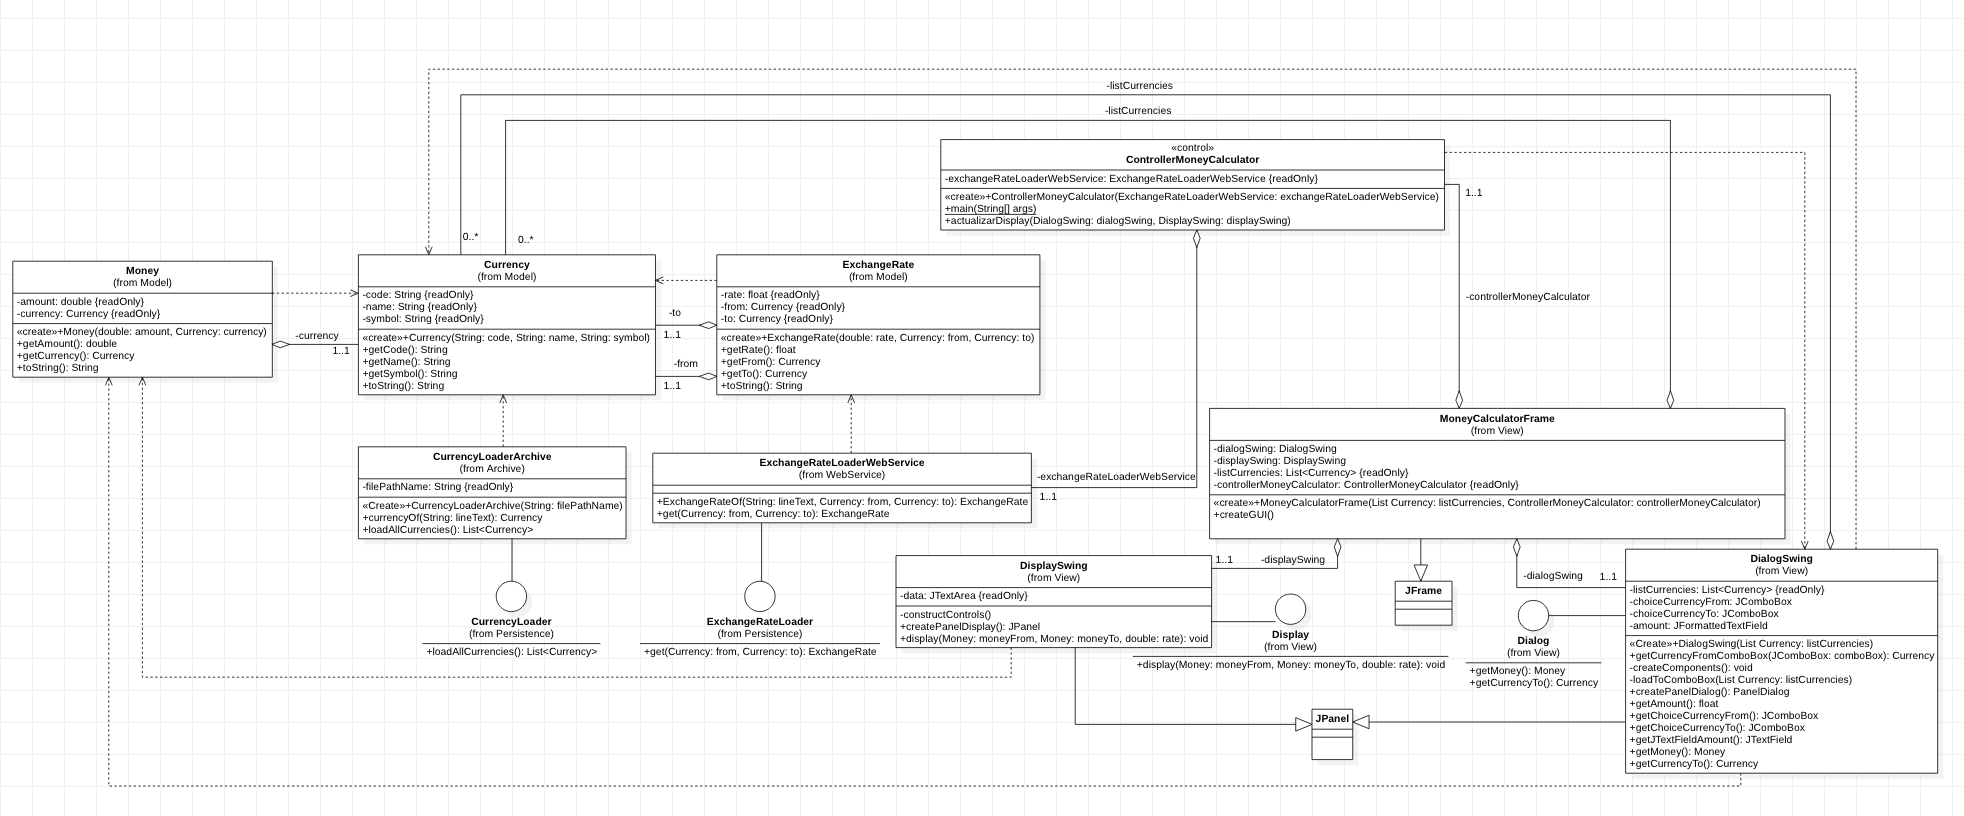 -listCurrencies
-listCurrencies
«control»
ControllerMoneyCalculator
-exchangeRateLoaderWebService: ExchangeRateLoaderWebService {readOnly}
«create»+ControllerMoneyCalculator(ExchangeRateLoaderWebService: exchangeRateLoaderWebService)
+main(String[] args)
+actualizarDisplay(DialogSwing: dialogSwing, DisplaySwing: displaySwing)
1..1
0..*
0..*
Money
(from Model)
-amount: double {readOnly}
-currency: Currency {readOnly}
«create»+Money(double: amount, Currency: currency)
+getAmount(): double
+getCurrency(): Currency
+toString(): String
-currency
1..1
Currency
(from Model)
-code: String {readOnly}
-name: String {readOnly}
-symbol: String {readOnly}
«create»+Currency(String: code, String: name, String: symbol)
+getCode(): String
+getName(): String
+getSymbol(): String
+toString(): String
-to
1..1
-from
1..1
ExchangeRate
(from Model)
-rate: float {readOnly}
-from: Currency {readOnly}
-to: Currency {readOnly}
«create»+ExchangeRate(double: rate, Currency: from, Currency: to)
+getRate(): float
+getFrom(): Currency
+getTo(): Currency
+toString(): String
-controllerMoneyCalculator
MoneyCalculatorFrame
(from View)
-dialogSwing: DialogSwing
-displaySwing: DisplaySwing
-listCurrencies: List<Currency> {readOnly}
-controllerMoneyCalculator: ControllerMoneyCalculator {readOnly}
«create»+MoneyCalculatorFrame(List Currency: listCurrencies, ControllerMoneyCalculator: controllerMoneyCalculator)
+createGUI()
CurrencyLoaderArchive
(from Archive)
-filePathName: String {readOnly}
«Create»+CurrencyLoaderArchive(String: filePathName)
+currencyOf(String: lineText): Currency
+loadAllCurrencies(): List<Currency>
ExchangeRateLoaderWebService
(from WebService)
+ExchangeRateOf(String: lineText, Currency: from, Currency: to): ExchangeRate
+get(Currency: from, Currency: to): ExchangeRate
-exchangeRateLoaderWebService
1..1
CurrencyLoader
(from Persistence)
+loadAllCurrencies(): List<Currency>
ExchangeRateLoader
(from Persistence)
+get(Currency: from, Currency: to): ExchangeRate
DisplaySwing
(from View)
-data: JTextArea {readOnly}
-constructControls()
+createPanelDisplay(): JPanel
+display(Money: moneyFrom, Money: moneyTo, double: rate): void
1..1
-displaySwing
Display
(from View)
+display(Money: moneyFrom, Money: moneyTo, double: rate): void
JFrame
-dialogSwing
1..1
Dialog
(from View)
+getMoney(): Money
+getCurrencyTo(): Currency
JPanel
DialogSwing
(from View)
-listCurrencies: List<Currency> {readOnly}
-choiceCurrencyFrom: JComboBox
-choiceCurrencyTo: JComboBox
-amount: JFormattedTextField
«Create»+DialogSwing(List Currency: listCurrencies)
+getCurrencyFromComboBox(JComboBox: comboBox): Currency
-createComponents(): void
-loadToComboBox(List Currency: listCurrencies)
+createPanelDialog(): PanelDialog
+getAmount(): float
+getChoiceCurrencyFrom(): JComboBox
+getChoiceCurrencyTo(): JComboBox
+getJTextFieldAmount(): JTextField
+getMoney(): Money
+getCurrencyTo(): Currency